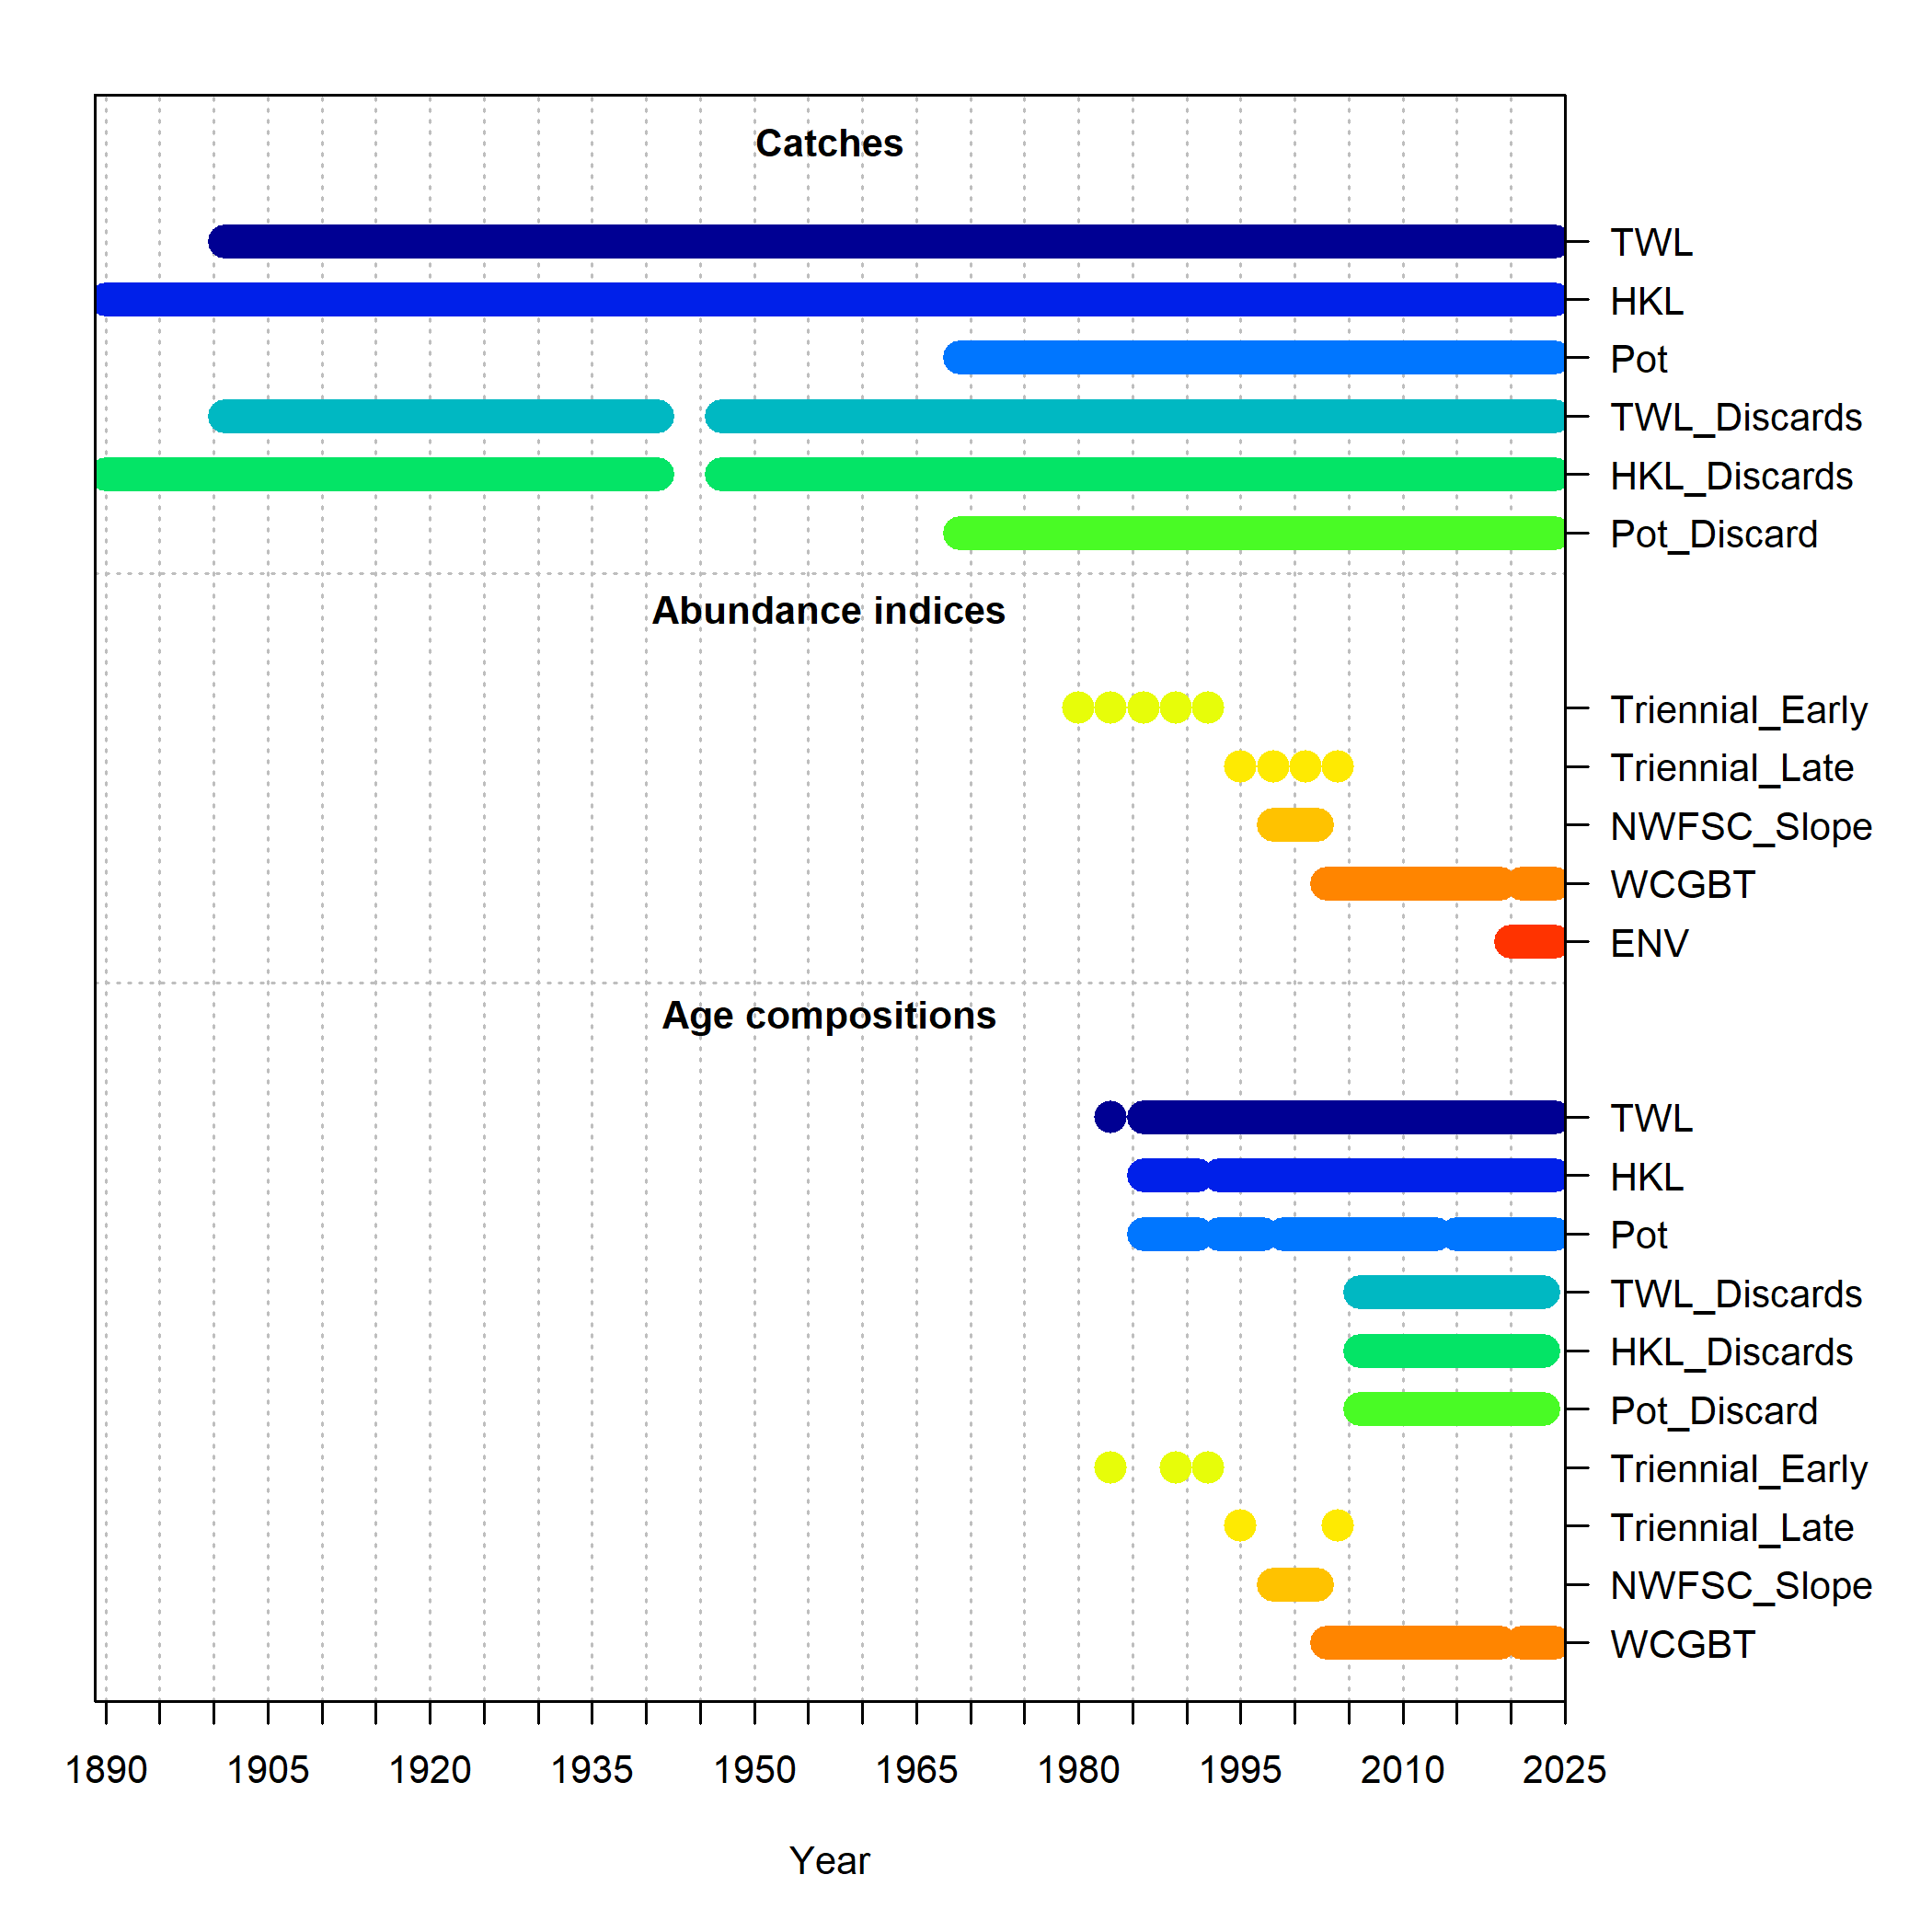 Catches
TWL
HKL
Pot
TWL_Discards
HKL_Discards
Pot_Discard
Abundance indices
Triennial_Early
Triennial_Late
NWFSC_Slope
WCGBT
ENV
Age compositions
TWL
HKL
Pot
TWL_Discards
HKL_Discards
Pot_Discard
Triennial_Early
Triennial_Late
NWFSC_Slope
WCGBT
1890 1905 1920 1935 1950 1965 1980 1995 2010 2025
Year